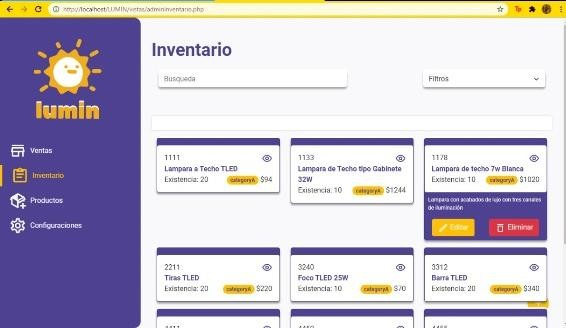 http://localhost/LUMIN/vistas/admininventario.php
lumin
Ventas
Inventario
Productos
Configuraciones
Inventario
Busqueda
Filtros
1111
Lampara a Techo TLED
Existencia: 20 categoryA $94
1133
Lampara de Techo tipo Gabinete
32W
Existencia: 10 categoryA $1244
1178
Lampara de techo 7w Blanca
Existencia: 10 categoryA $1020
Lampara con acabados de lujo con tres canales
de iluminación
Editar
Eliminar
2211
Tiras TLED
Existencia: 20 categoryA $220
3240
Foco TLED 25W
Existencia: 10 categoryA $70
3312
Barra TLED
Existencia: 20 categoryA $340